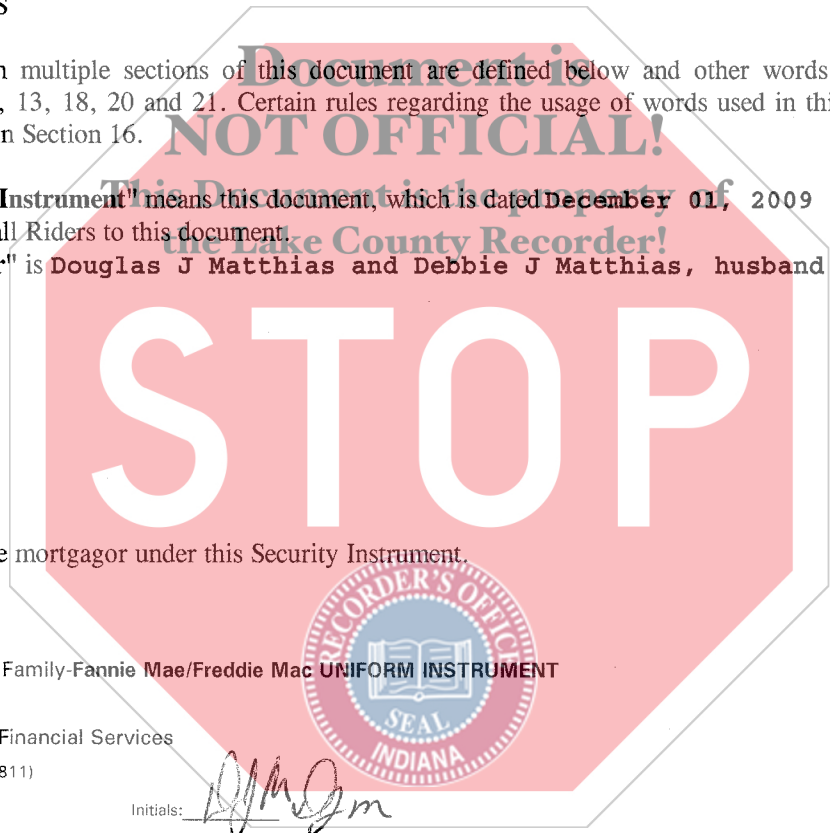 s
Document is
n multiple sections of this document are defined below and other words
, 13, 18, 20 and 21. Certain rules regarding the usage of words used in thi
n Section 16.
NOT OFFICIAL!
Instrument" means this document, which is dated December 01, 2009
This Document is the property of
ll Riders to this document.
the Lake County Recorder!
r" is Douglas J Matthias and Debbie J Matthias, husband
STOP
e mortgagor under this Security Instrument.
RECORDER'S OFFICE
SEAL
INDIANA
Family-Fannie Mae/Freddie Mac UNIFORM INSTRUMENT
Financial Services
811)
Initials: DJM DJM